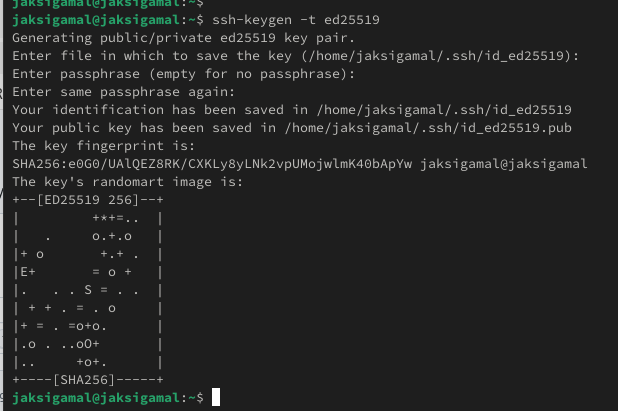 jaksigamal@jaksigamal:~$
jaksigamal@jaksigamal:~$ ssh-keygen -t ed25519
Generating public/private ed25519 key pair.
Enter file in which to save the key (/home/jaksigamal/.ssh/id_ed25519):
Enter passphrase (empty for no passphrase):
Enter same passphrase again:
Your identification has been saved in /home/jaksigamal/.ssh/id_ed25519
Your public key has been saved in /home/jaksigamal/.ssh/id_ed25519.pub
The key fingerprint is:
SHA256:e0G0/UAlQEZ8RK/CXKLy8yLNk2vpUMojwlmK40bApYw jaksigamal@jaksigamal
The key's randomart image is:
+--[ED25519 256]--+
|         +*+=..  |
|   .     o.+.o   |
|+ o       +.+ .  |
|E+       = o +   |
|.   . . S = . .  |
| + + . = . o     |
|+ = . =o+o.      |
|.o . ..oO+       |
|..     +o+.      |
+----[SHA256]-----+
jaksigamal@jaksigamal:~$